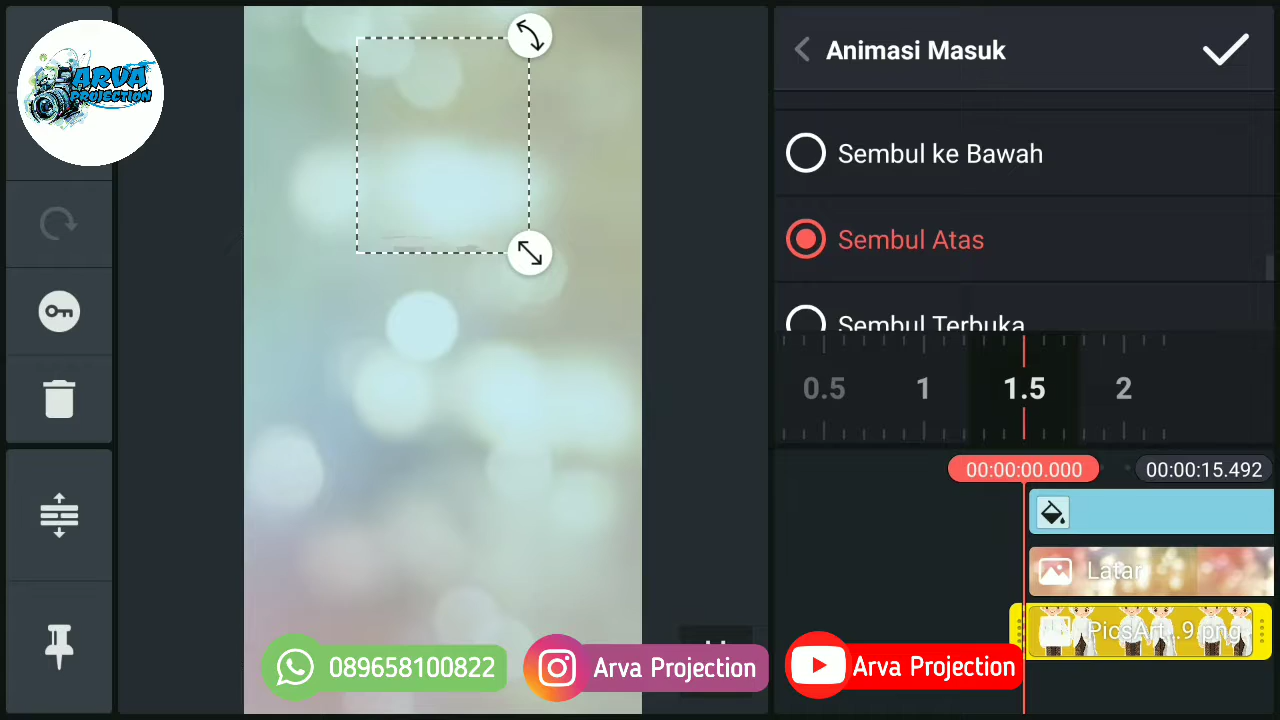 ARVA
PROJECTION
Animasi Masuk
Sembul ke Bawah
Sembul Atas
Sembul Terbuka
0.5 1 1.5 2
00:00:00.000 00:00:15.492
Latar
PicsArt...9.png
089658100822
Arva Projection
Arva Projection